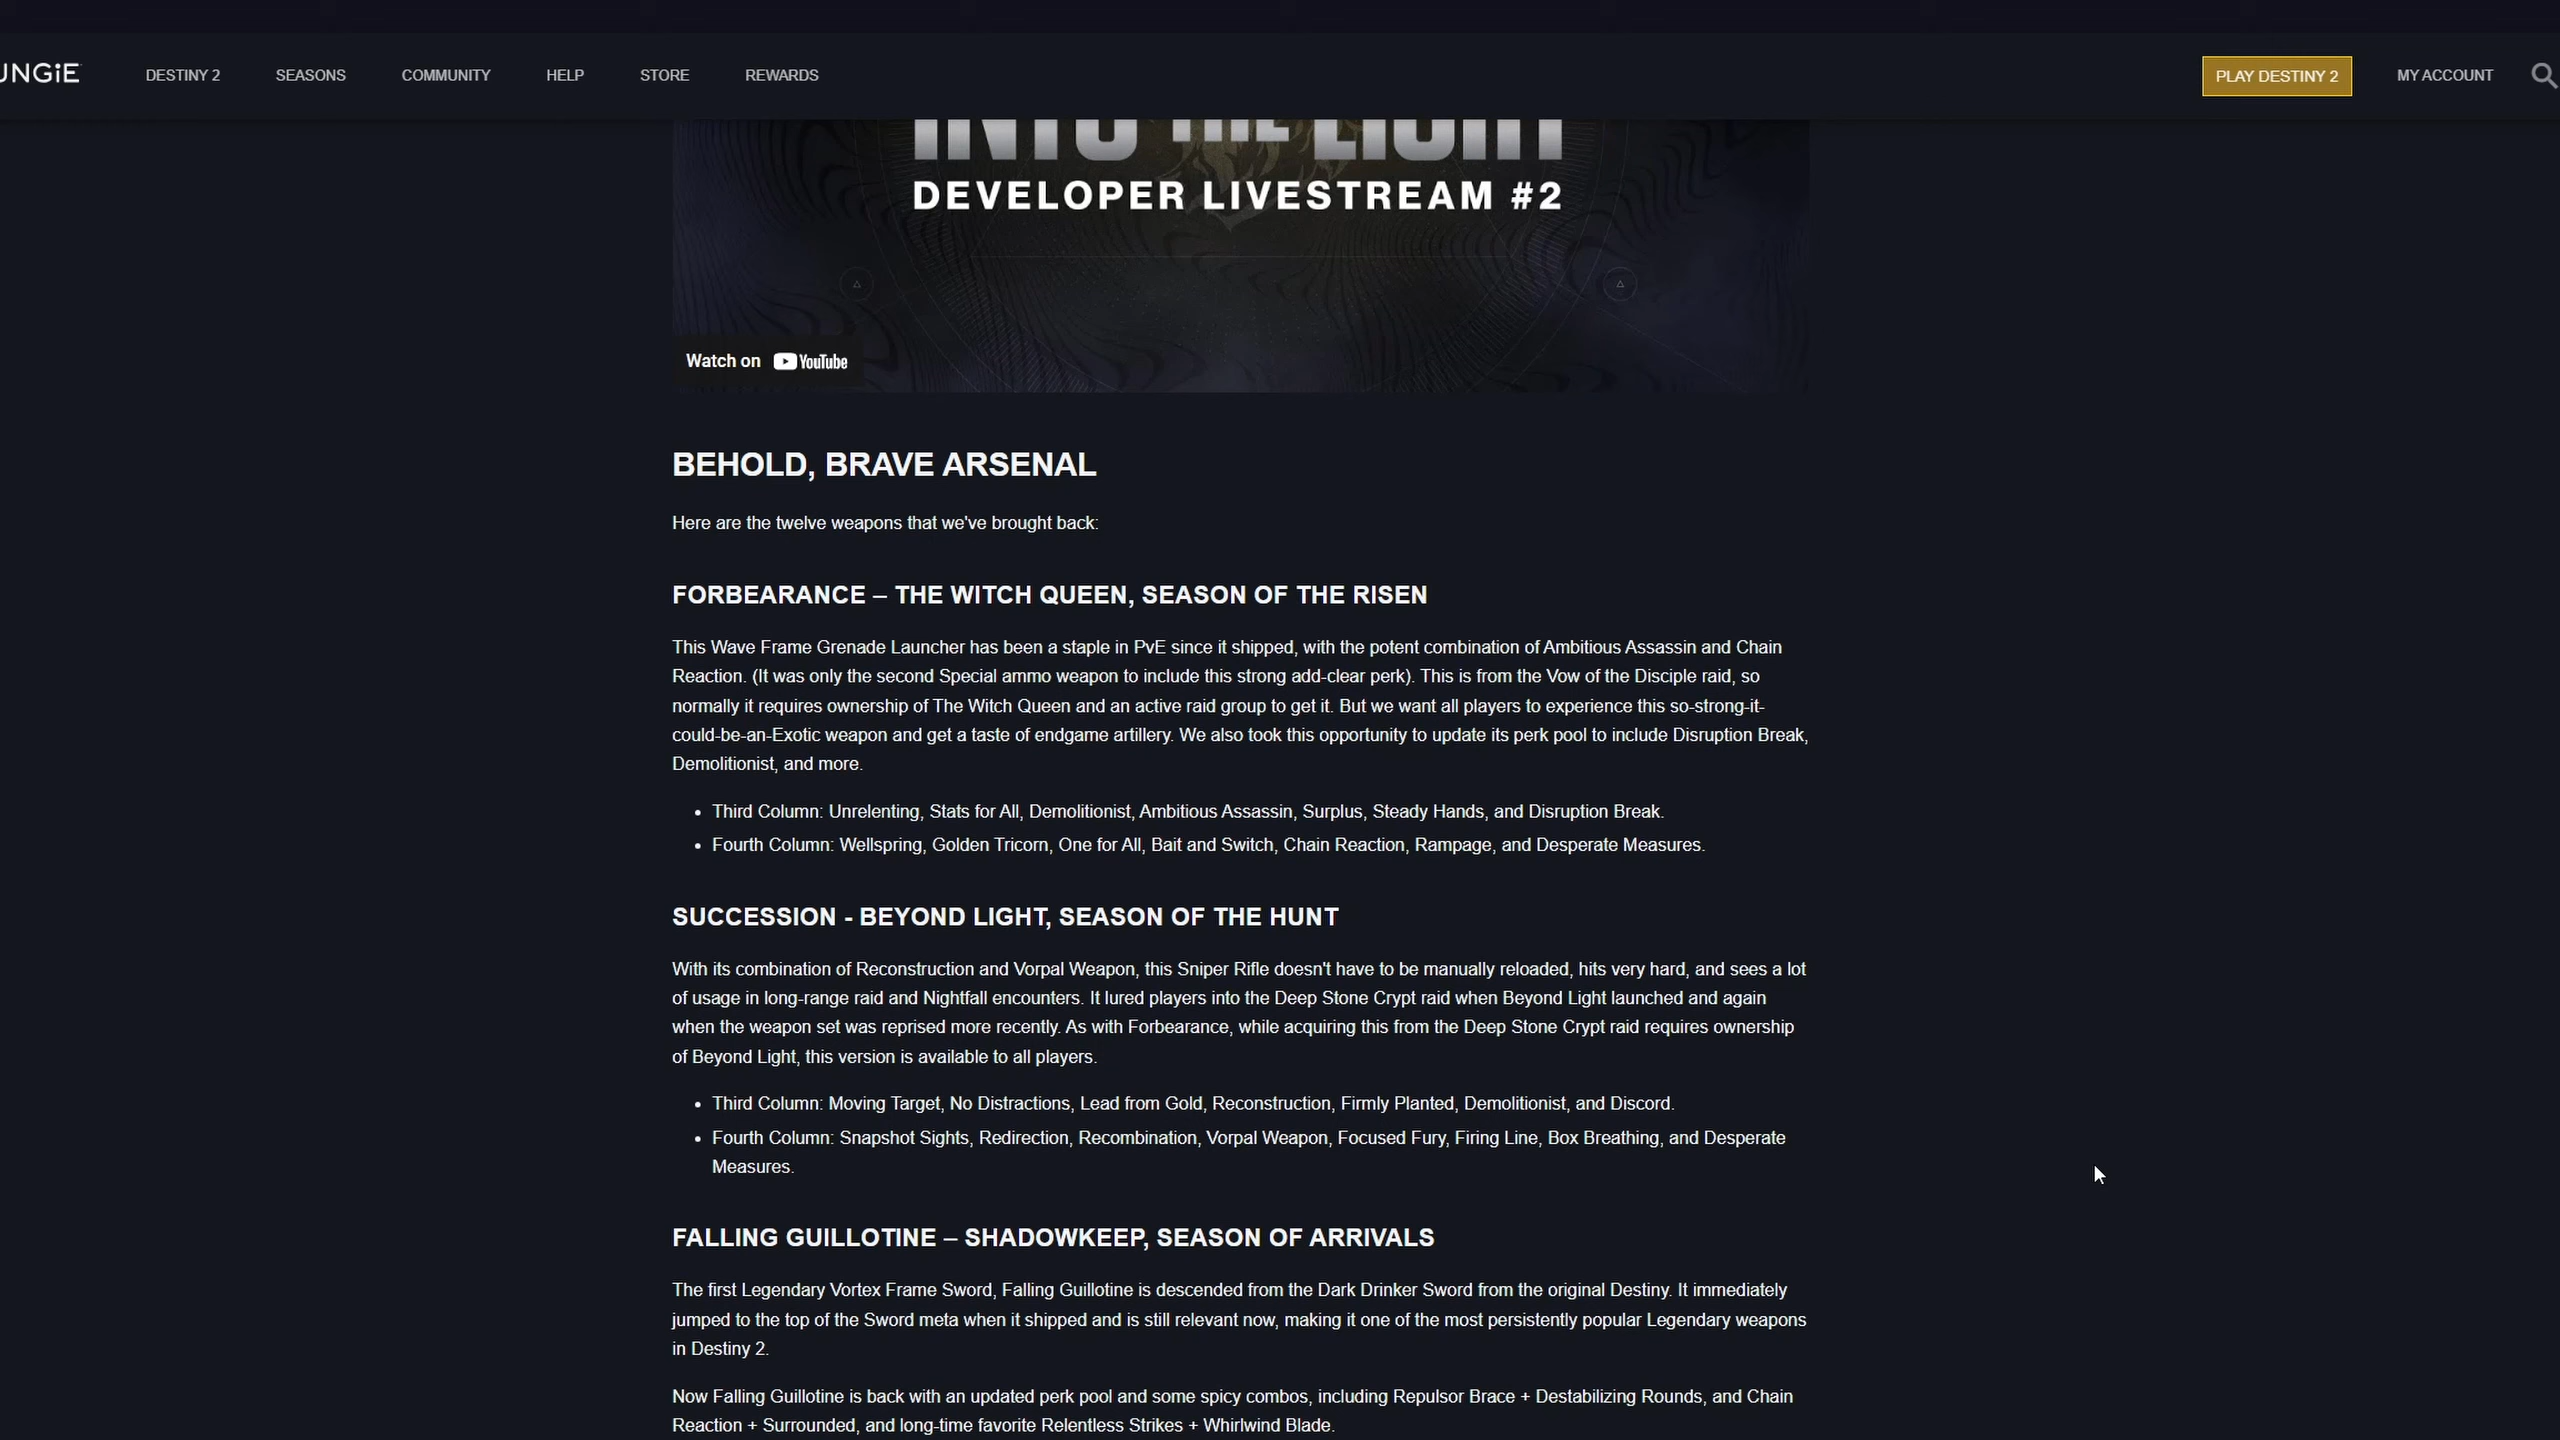 UNGiE
DESTINY 2
SEASONS
COMMUNITY
HELP
STORE
REWARDS
PLAY DESTINY 2
MY ACCOUNT
INTO THE LIGHT
DEVELOPER LIVESTREAM #2
Watch on YouTube
BEHOLD, BRAVE ARSENAL
Here are the twelve weapons that we've brought back:
FORBEARANCE – THE WITCH QUEEN, SEASON OF THE RISEN
This Wave Frame Grenade Launcher has been a staple in PvE since it shipped, with the potent combination of Ambitious Assassin and Chain
Reaction. (It was only the second Special ammo weapon to include this strong add-clear perk). This is from the Vow of the Disciple raid, so
normally it requires ownership of The Witch Queen and an active raid group to get it. But we want all players to experience this so-strong-it-
could-be-an-Exotic weapon and get a taste of endgame artillery. We also took this opportunity to update its perk pool to include Disruption Break,
Demolitionist, and more.
• Third Column: Unrelenting, Stats for All, Demolitionist, Ambitious Assassin, Surplus, Steady Hands, and Disruption Break.
• Fourth Column: Wellspring, Golden Tricorn, One for All, Bait and Switch, Chain Reaction, Rampage, and Desperate Measures.
SUCCESSION - BEYOND LIGHT, SEASON OF THE HUNT
With its combination of Reconstruction and Vorpal Weapon, this Sniper Rifle doesn't have to be manually reloaded, hits very hard, and sees a lot
of usage in long-range raid and Nightfall encounters. It lured players into the Deep Stone Crypt raid when Beyond Light launched and again
when the weapon set was reprised more recently. As with Forbearance, while acquiring this from the Deep Stone Crypt raid requires ownership
of Beyond Light, this version is available to all players.
• Third Column: Moving Target, No Distractions, Lead from Gold, Reconstruction, Firmly Planted, Demolitionist, and Discord.
• Fourth Column: Snapshot Sights, Redirection, Recombination, Vorpal Weapon, Focused Fury, Firing Line, Box Breathing, and Desperate
Measures.
FALLING GUILLOTINE – SHADOWKEEP, SEASON OF ARRIVALS
The first Legendary Vortex Frame Sword, Falling Guillotine is descended from the Dark Drinker Sword from the original Destiny. It immediately
jumped to the top of the Sword meta when it shipped and is still relevant now, making it one of the most persistently popular Legendary weapons
in Destiny 2.
Now Falling Guillotine is back with an updated perk pool and some spicy combos, including Repulsor Brace + Destabilizing Rounds, and Chain
Reaction + Surrounded, and long-time favorite Relentless Strikes + Whirlwind Blade.